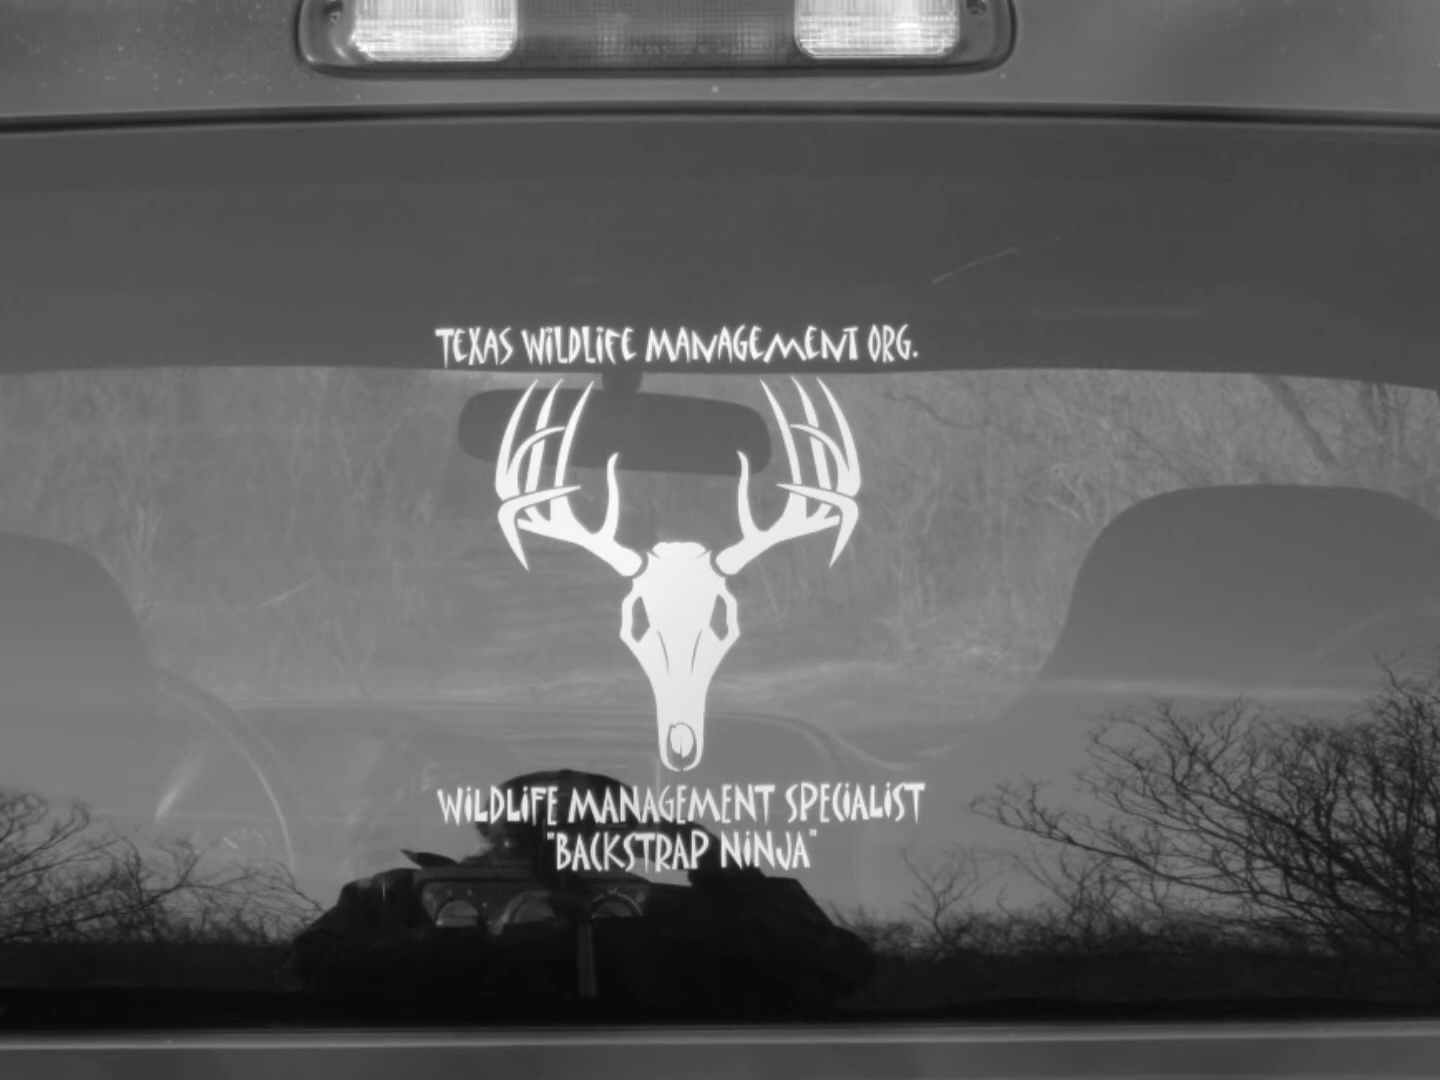 TEXAS WILDLIFE MANAGEMENT ORG.
WILDLIFE MANAGEMENT SPECIALIST
"BACKSTRAP NINJA"